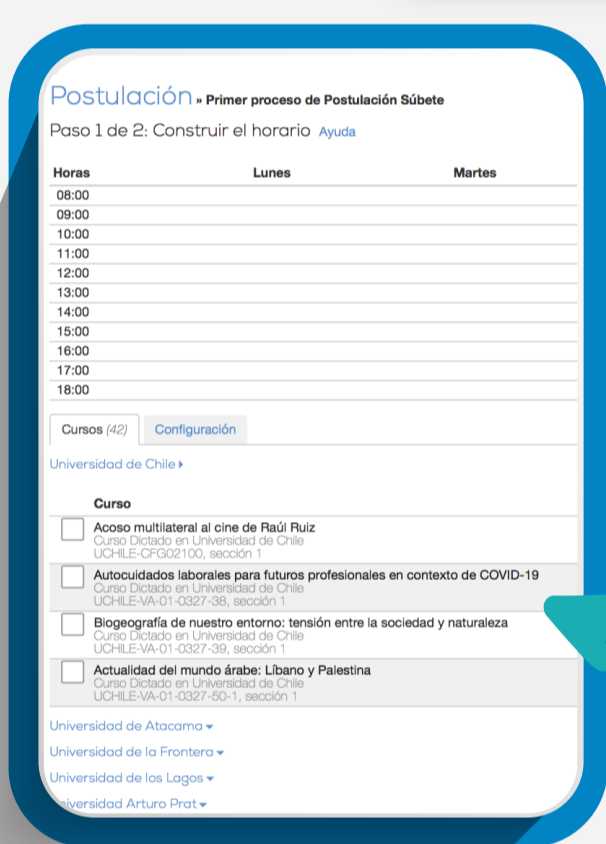 Postulación » Primer proceso de Postulación Súbete
Paso 1 de 2: Construir el horario Ayuda
Horas Lunes Martes
08:00
09:00
10:00
11:00
12:00
13:00
14:00
15:00
16:00
17:00
18:00
Cursos (42) Configuración
Universidad de Chile
Curso
Acoso multilateral al cine de Raúl Ruiz
Curso Dictado en Universidad de Chile
UCHILE-CFG02100, sección 1
Autocuidados laborales para futuros profesionales en contexto de COVID-19
Curso Dictado en Universidad de Chile
UCHILE-VA-01-0327-38, sección 1
Biogeografía de nuestro entorno: tensión entre la sociedad y naturaleza
Curso Dictado en Universidad de Chile
UCHILE-VA-01-0327-39, sección 1
Actualidad del mundo árabe: Líbano y Palestina
Curso Dictado en Universidad de Chile
UCHILE-VA-01-0327-50-1, sección 1
Universidad de Atacama
Universidad de la Frontera
Universidad de los Lagos
niversidad Arturo Prat